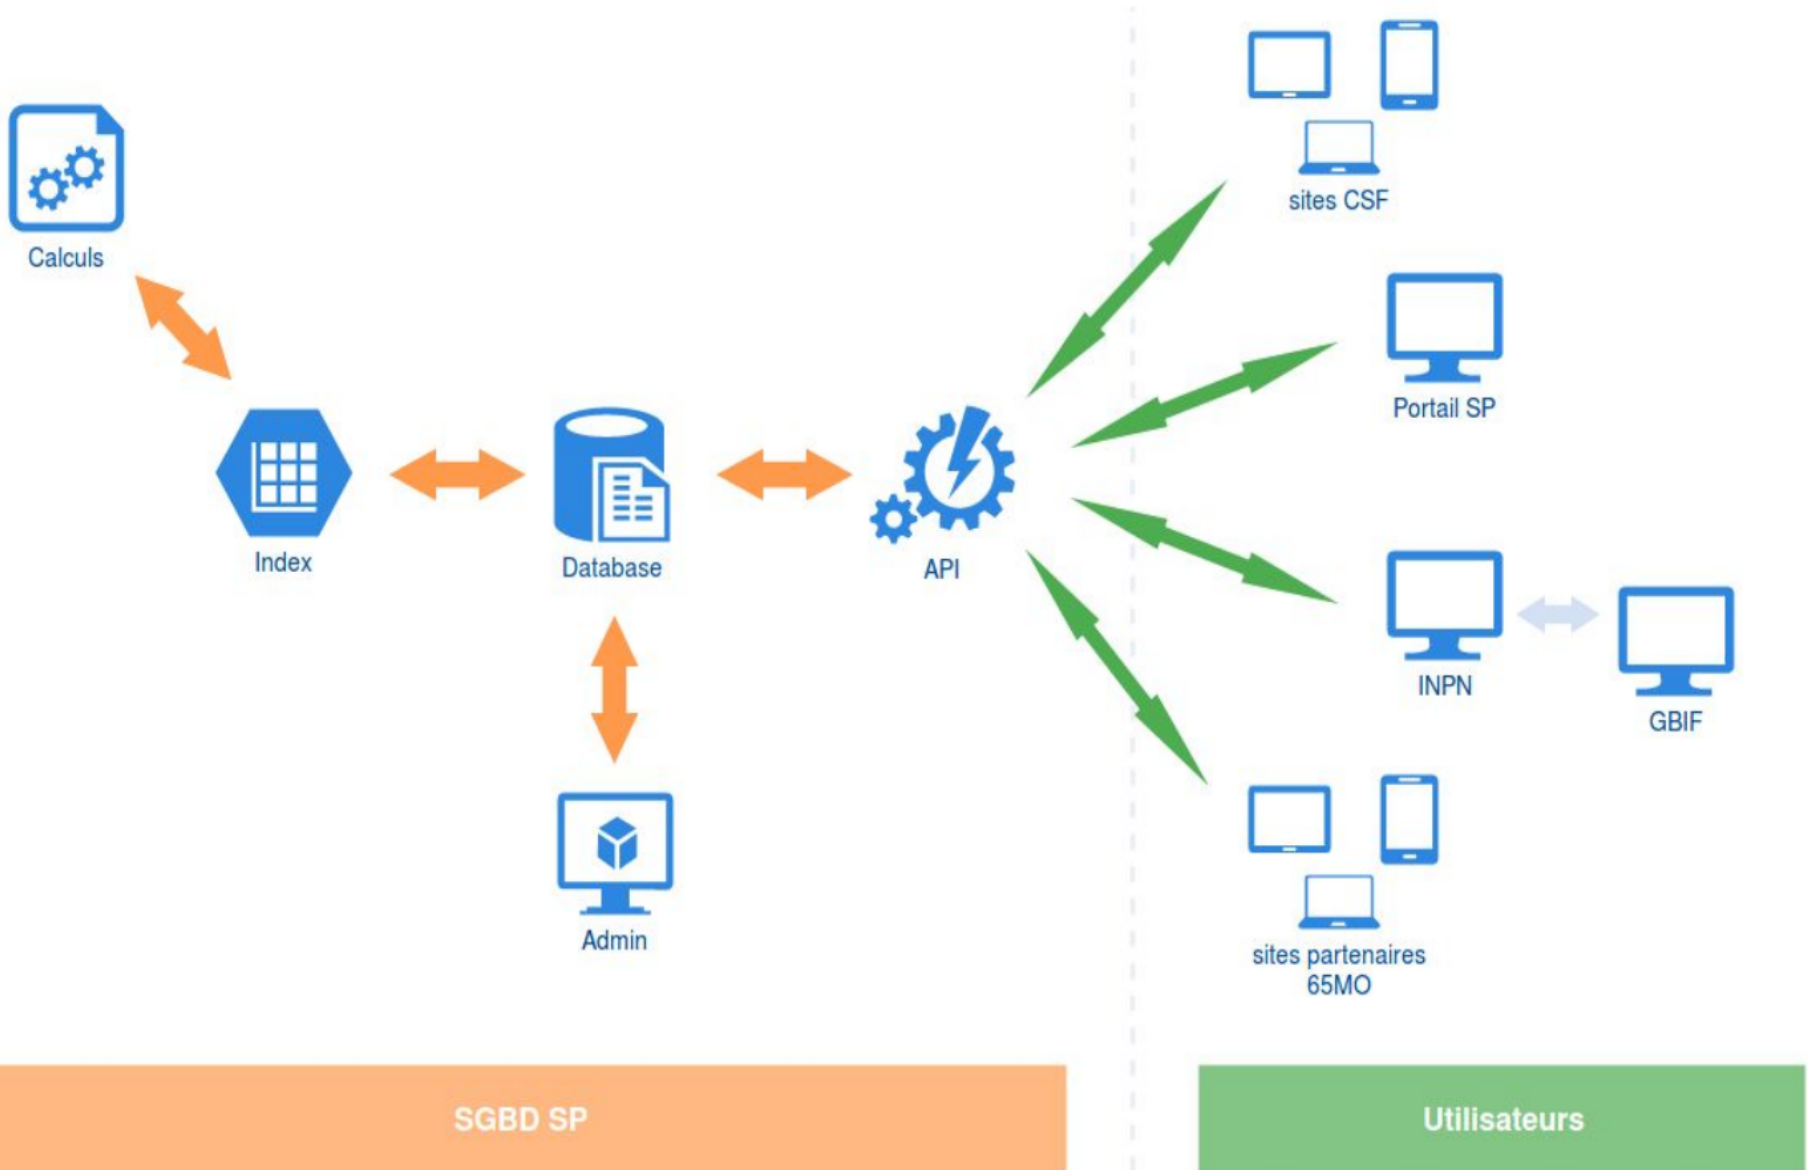 sites CSF
Calculs
Portail SP
Index
Database
API
INPN
GBIF
Admin
sites partenaires
65MO
SGBD SP
Utilisateurs